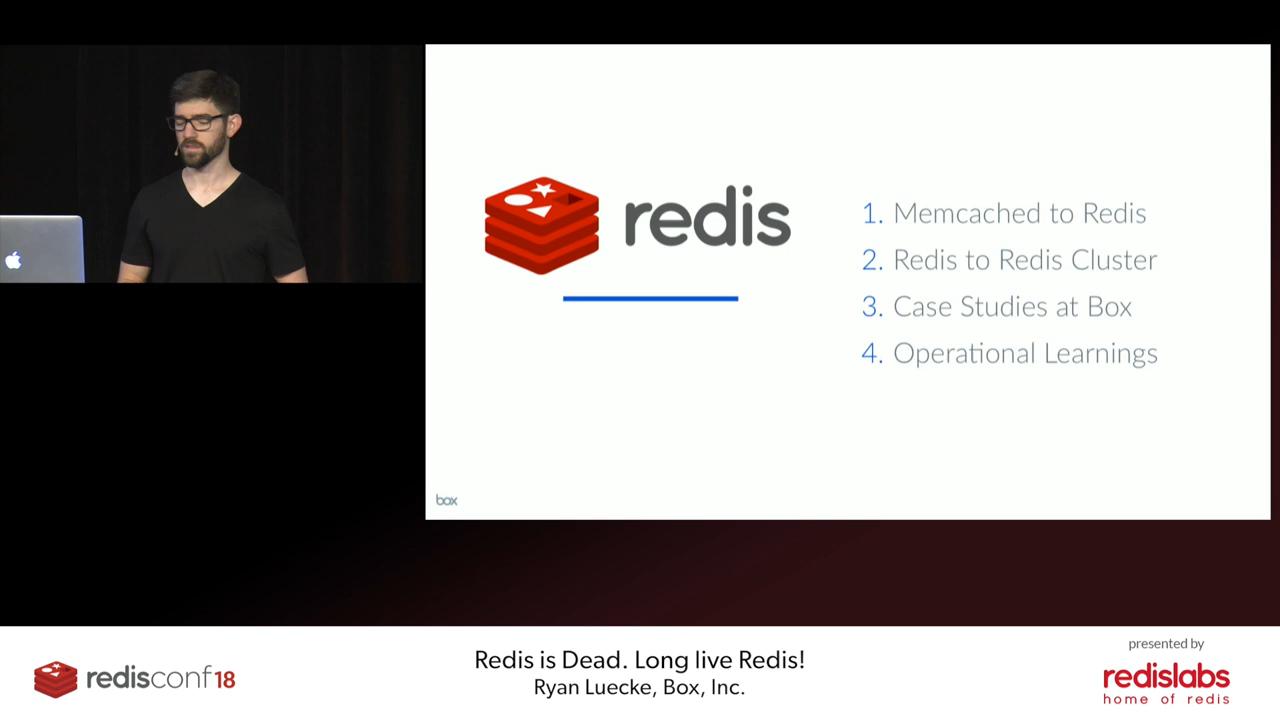 redis
1. Memcached to Redis
2. Redis to Redis Cluster
3. Case Studies at Box
4. Operational Learnings
box
redisconf18
Redis is Dead. Long live Redis!
Ryan Luecke, Box, Inc.
presented by
redislabs
home of redis